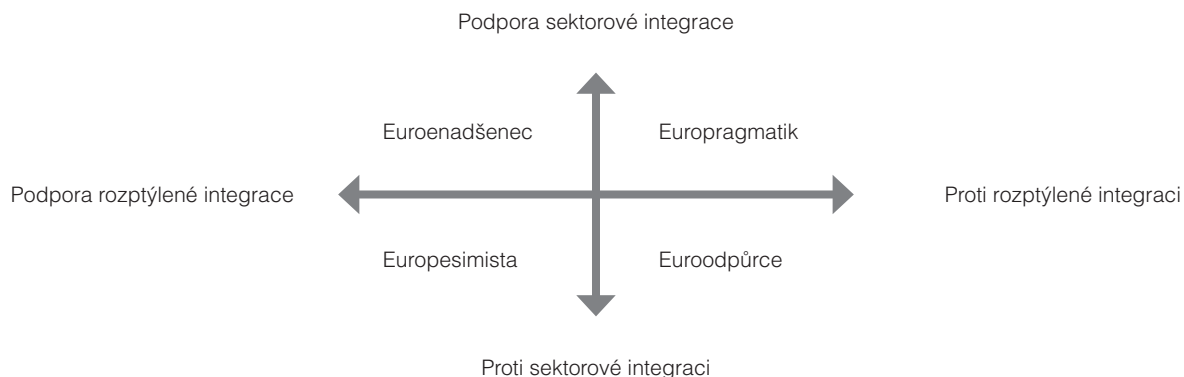 Podpora sektorové integrace
Euroenadšenec Europragmatik
Podpora rozptýlené integrace Proti rozptýlené integraci
Europesimista Euroodpůrce
Proti sektorové integraci